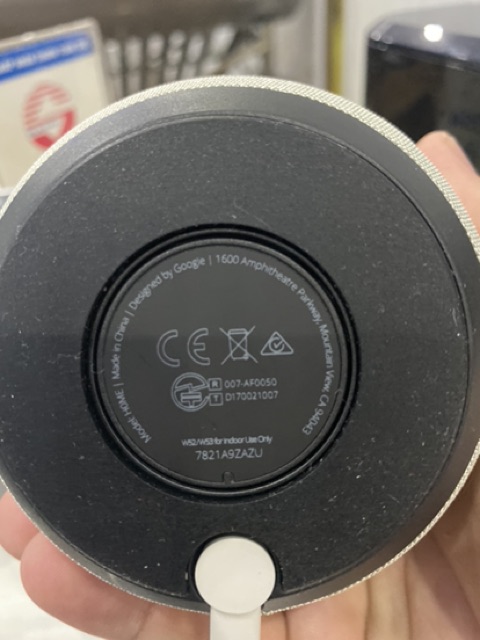 Model: HOME | Made in China | Designed by Google | 1600 Amphitheatre Parkway, Mountain View, CA 94043
CE
R 007-AF0050
T D170021007
W52/W53 for Indoor Use Only
7821A9ZAZU